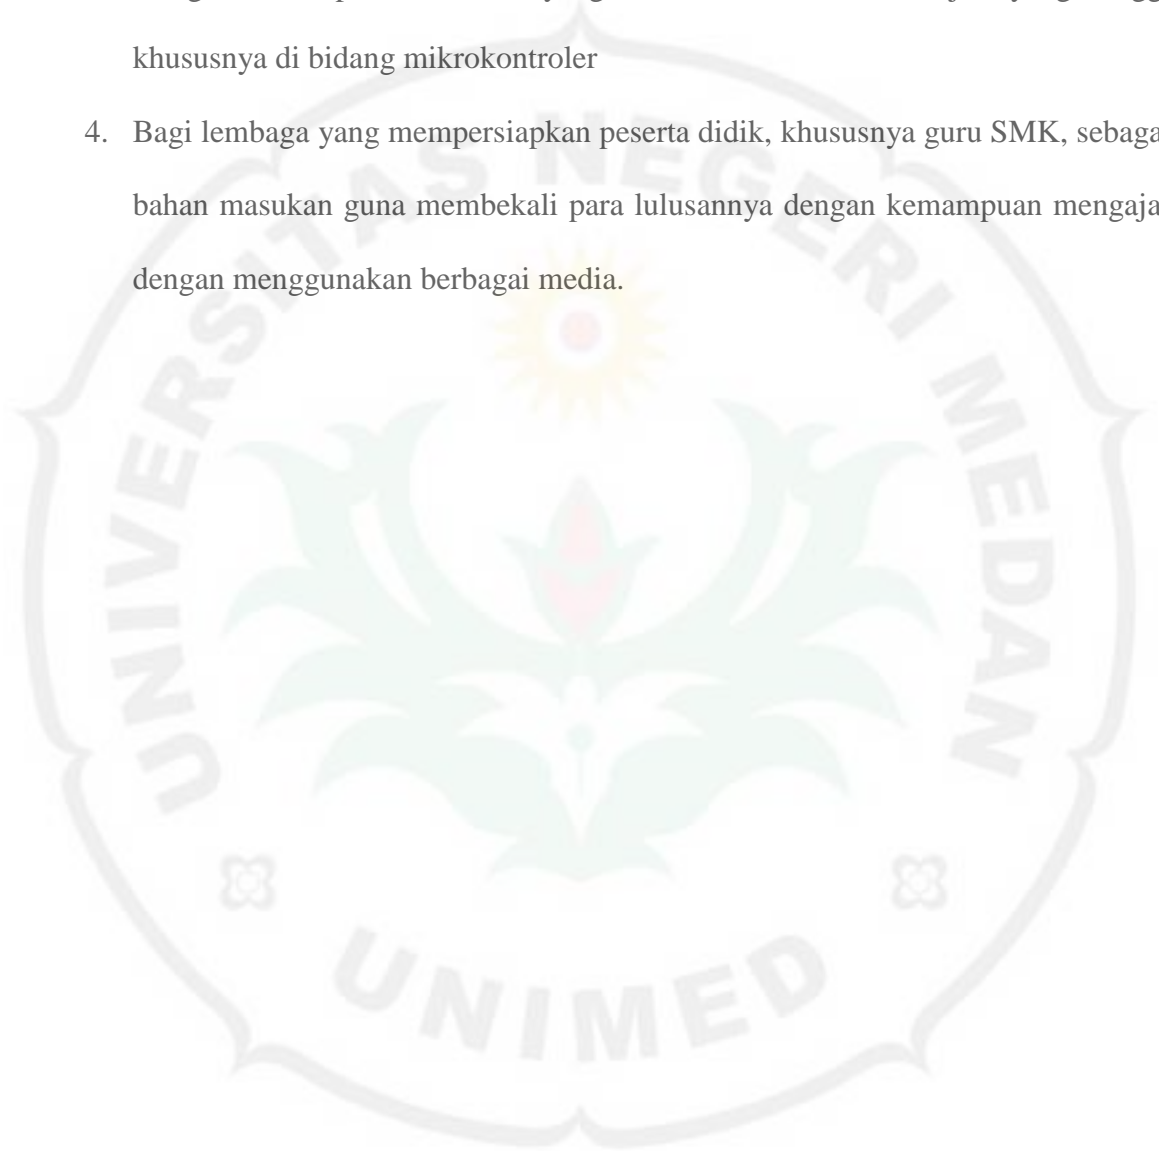 khususnya di bidang mikrokontroler
4. Bagi lembaga yang mempersiapkan peserta didik, khususnya guru SMK, sebaga
bahan masukan guna membekali para lulusannya dengan kemampuan mengaja
dengan menggunakan berbagai media.
UNIVERSITAS NEGERI MEDAN
UNIMED